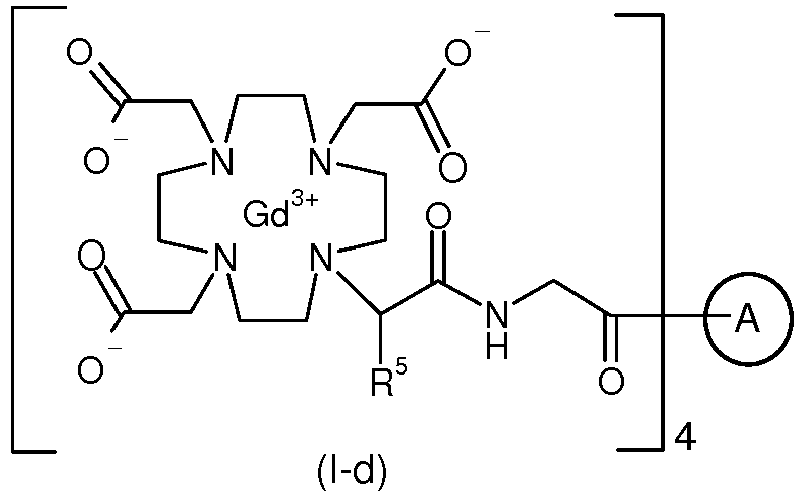 O O⁻
O⁻ N N O
Gd³⁺
O N N O
O⁻ N H R⁵ O A
4
(I-d)